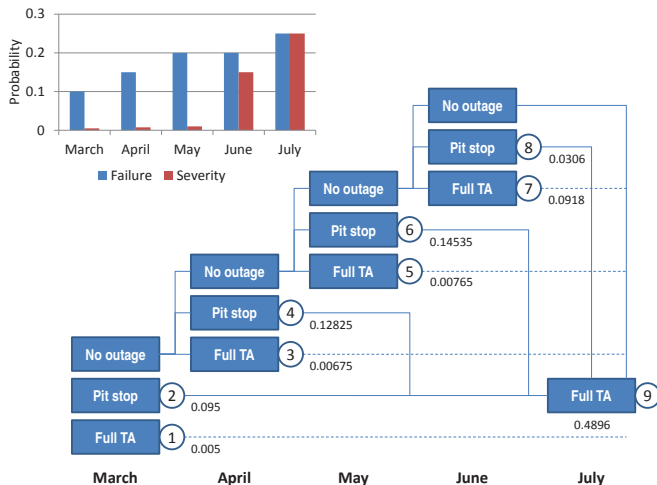 0.3
0.2
0.1
0
Probability
March April May June July
Failure Severity
No outage
Pit stop 8
0.0306
No outage Full TA 7
0.0918
Pit stop 6
0.14535
No outage Full TA 5
0.00765
Pit stop 4
0.12825
No outage Full TA 3
0.00675
Pit stop 2 Full TA 9
0.095
0.4896
Full TA 1
0.005
March April May June July